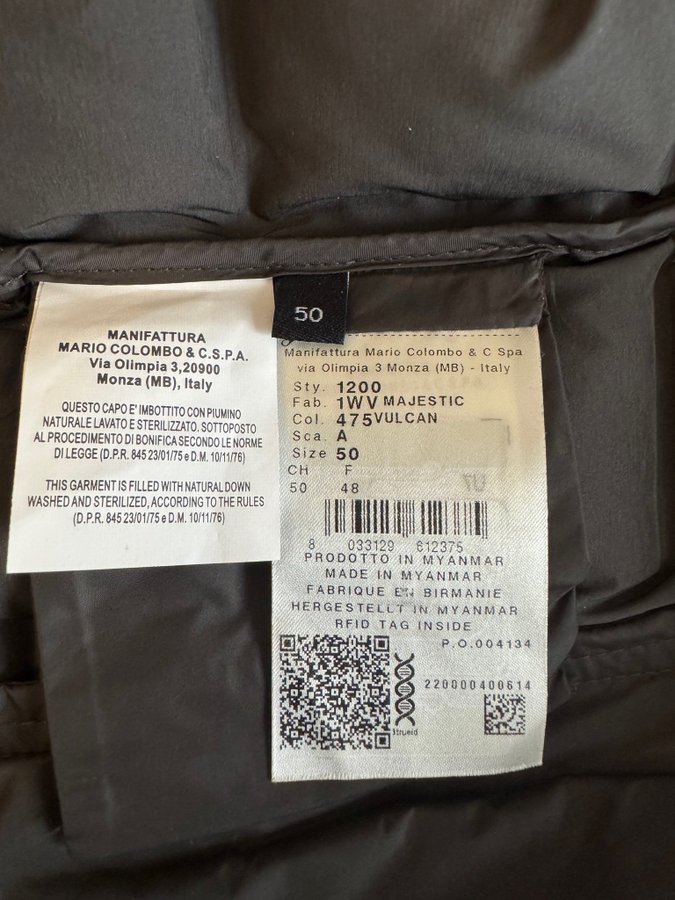 50
MANIFATTURA
MARIO COLOMBO & C.S.P.A.
Via Olimpia 3,20900
Monza (MB), Italy
QUESTO CAPO E' IMBOTTITO CON PIUMINO
NATURALE LAVATO E STERILIZZATO. SOTTOPOSTO
AL PROCEDIMENTO DI BONIFICA SECONDO LE NORME
DI LEGGE (D.P.R. 845 23/01/75 e D.M. 10/11/76)
THIS GARMENT IS FILLED WITH NATURAL DOWN
WASHED AND STERILIZED, ACCORDING TO THE RULES
(D.P.R. 845 23/01/75 e D.M. 10/11/76)
Manifattura Mario Colombo & C Spa
via Olimpia 3 Monza (MB) - Italy
Sty. 1200
Fab. 1WV MAJESTIC
Col. 475 VULCAN
Sca. A
Size 50
CH F
50 48
8 033129 612375
PRODOTTO IN MYANMAR
MADE IN MYANMAR
FABRIQUE EN BIRMANIE
HERGESTELLT IN MYANMAR
RFID TAG INSIDE
P.O.004134
220000400614
itrueid